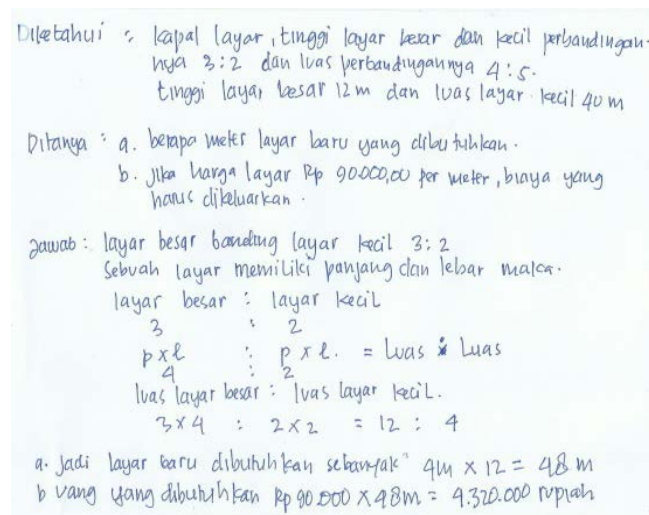 Diketahui : kapal layar, tinggi layar besar dan kecil perbandingan-
nya 3:2 dan luas perbandingannya 4:5.
tinggi layar besar 12 m dan luas layar kecil 40 m
Ditanya : a. berapa meter layar baru yang dibutuhkan.
b. jika harga layar Rp 90.000,00 per meter, biaya yang
harus dikeluarkan.
Jawab : layar besar banding layar kecil 3:2
Sebuah layar memiliki panjang dan lebar maka.
layar besar : layar kecil
3 : 2
p x l : p x l. = Luas : Luas
4 : 2
luas layar besar : luas layar kecil.
3 x 4 : 2 x 2 = 12 : 4
a. Jadi layar baru dibutuhkan sebanyak" 4m x 12 = 48 m
b uang yang dibutuhkan Rp 90.000 x 48m = 4.320.000 rupiah